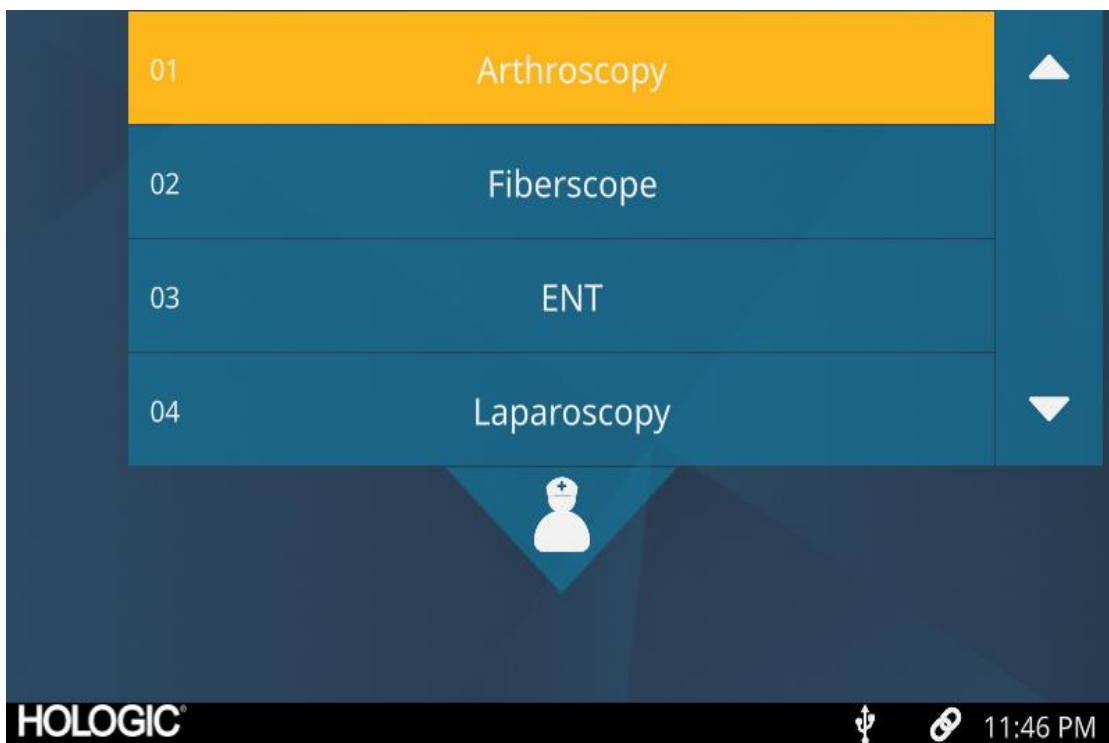 01 Arthroscopy
02 Fiberscope
03 ENT
04 Laparoscopy
HOLOGIC® 11:46 PM